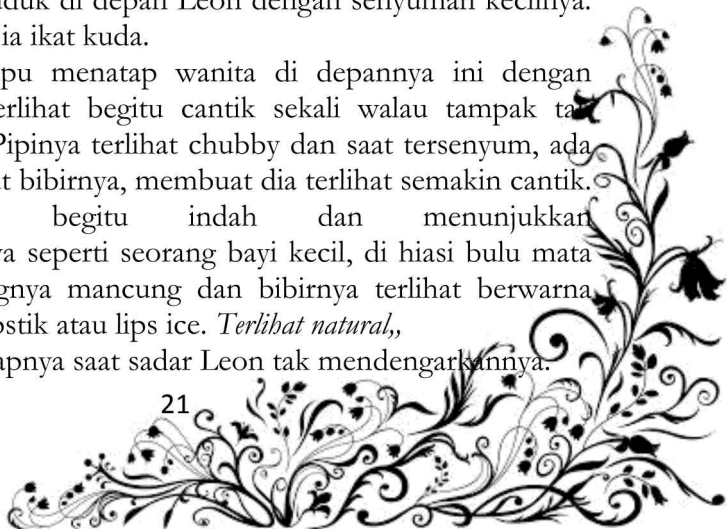 duduk di depan Leon dengan senyuman kecilnya.
ia ikat kuda.
pu menatap wanita di depannya ini dengan
erlihat begitu cantik sekali walau tampak
Pipinya terlihat chubby dan saat tersenyum, ada
t bibirnya, membuat dia terlihat semakin cantik.
begitu indah dan menunjukkan
ya seperti seorang bayi kecil, di hiasi bulu mata
gnya mancung dan bibirnya terlihat berwarna
ostik atau lips ice. Terlihat natural,,
apnya saat sadar Leon tak mendengarkannya.
21